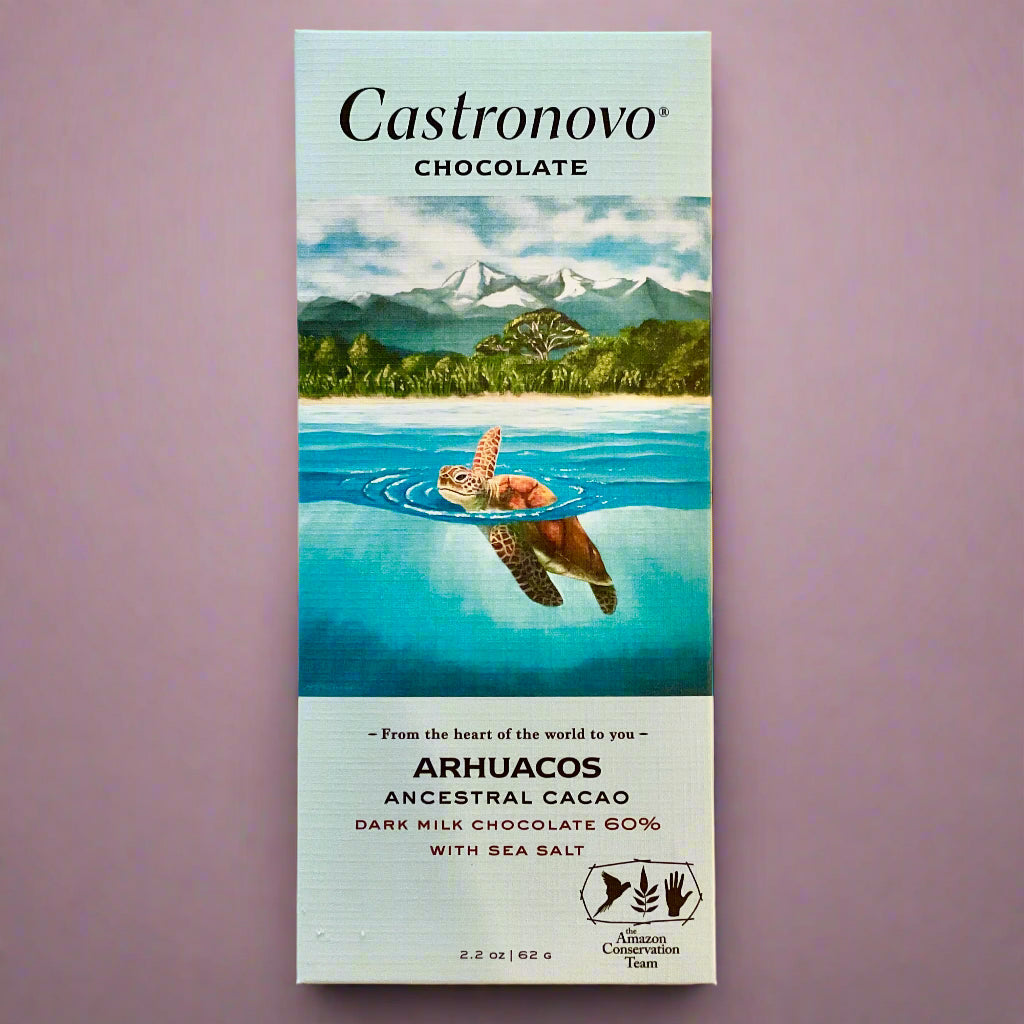 Castronovo®
CHOCOLATE
– From the heart of the world to you –
ARHUACOS
ANCESTRAL CACAO
DARK MILK CHOCOLATE 60%
WITH SEA SALT
2.2 oz | 62 G
the
Amazon
Conservation
Team